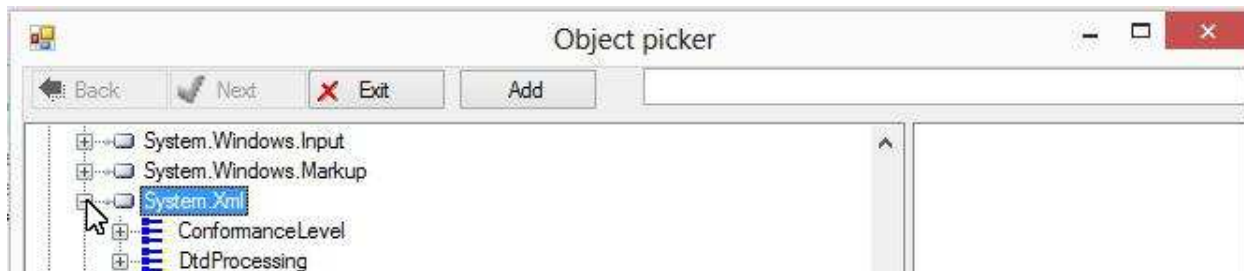 Object picker
Back Next Exit Add
System.Windows.Input
System.Windows.Markup
System.Xml
ConformanceLevel
DtdProcessing